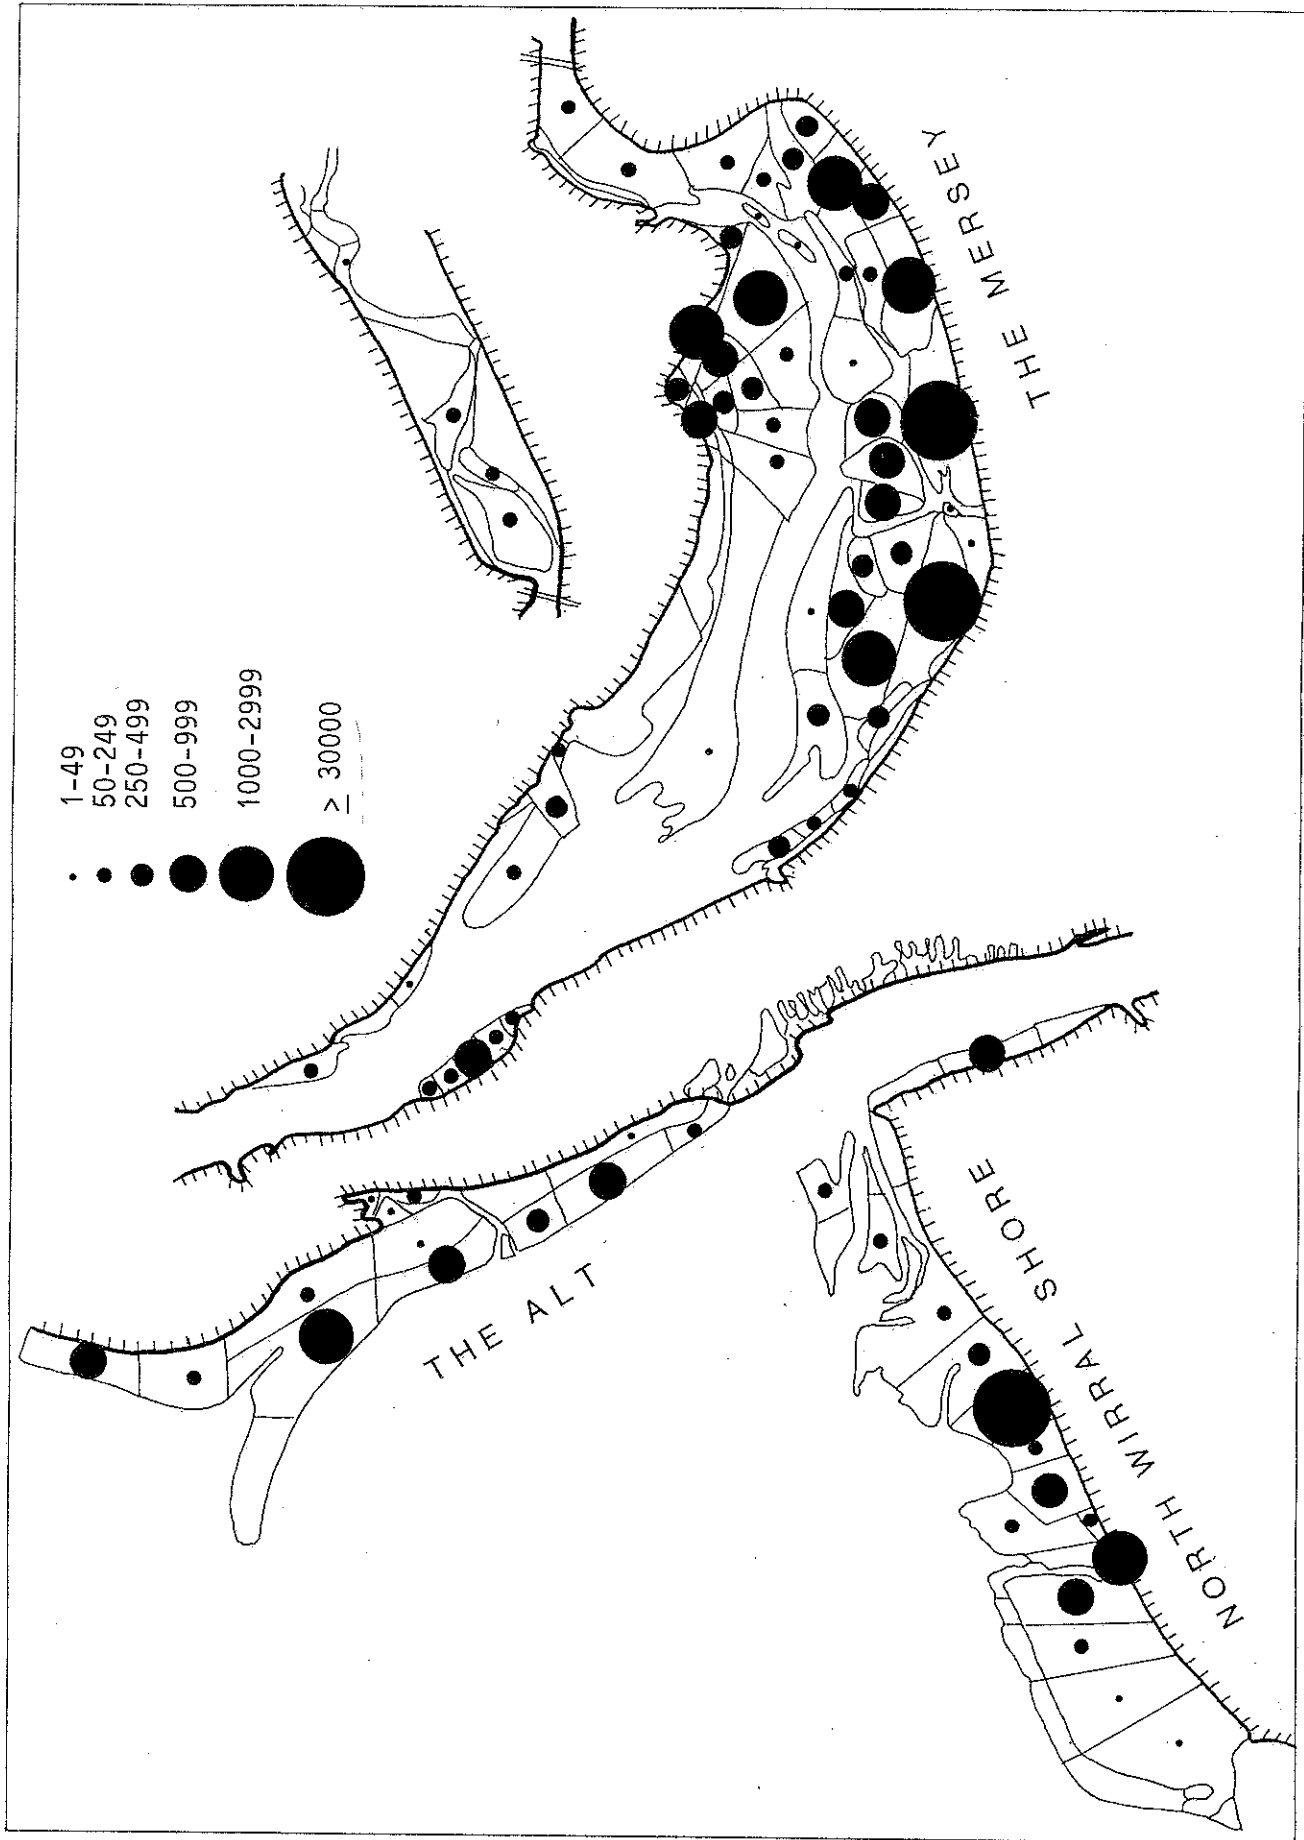 1-49
50-249
250-499
500-999
1000-2999
≥ 30000
THE MERSEY
THE ALT
NORTH WIRRAL SHORE